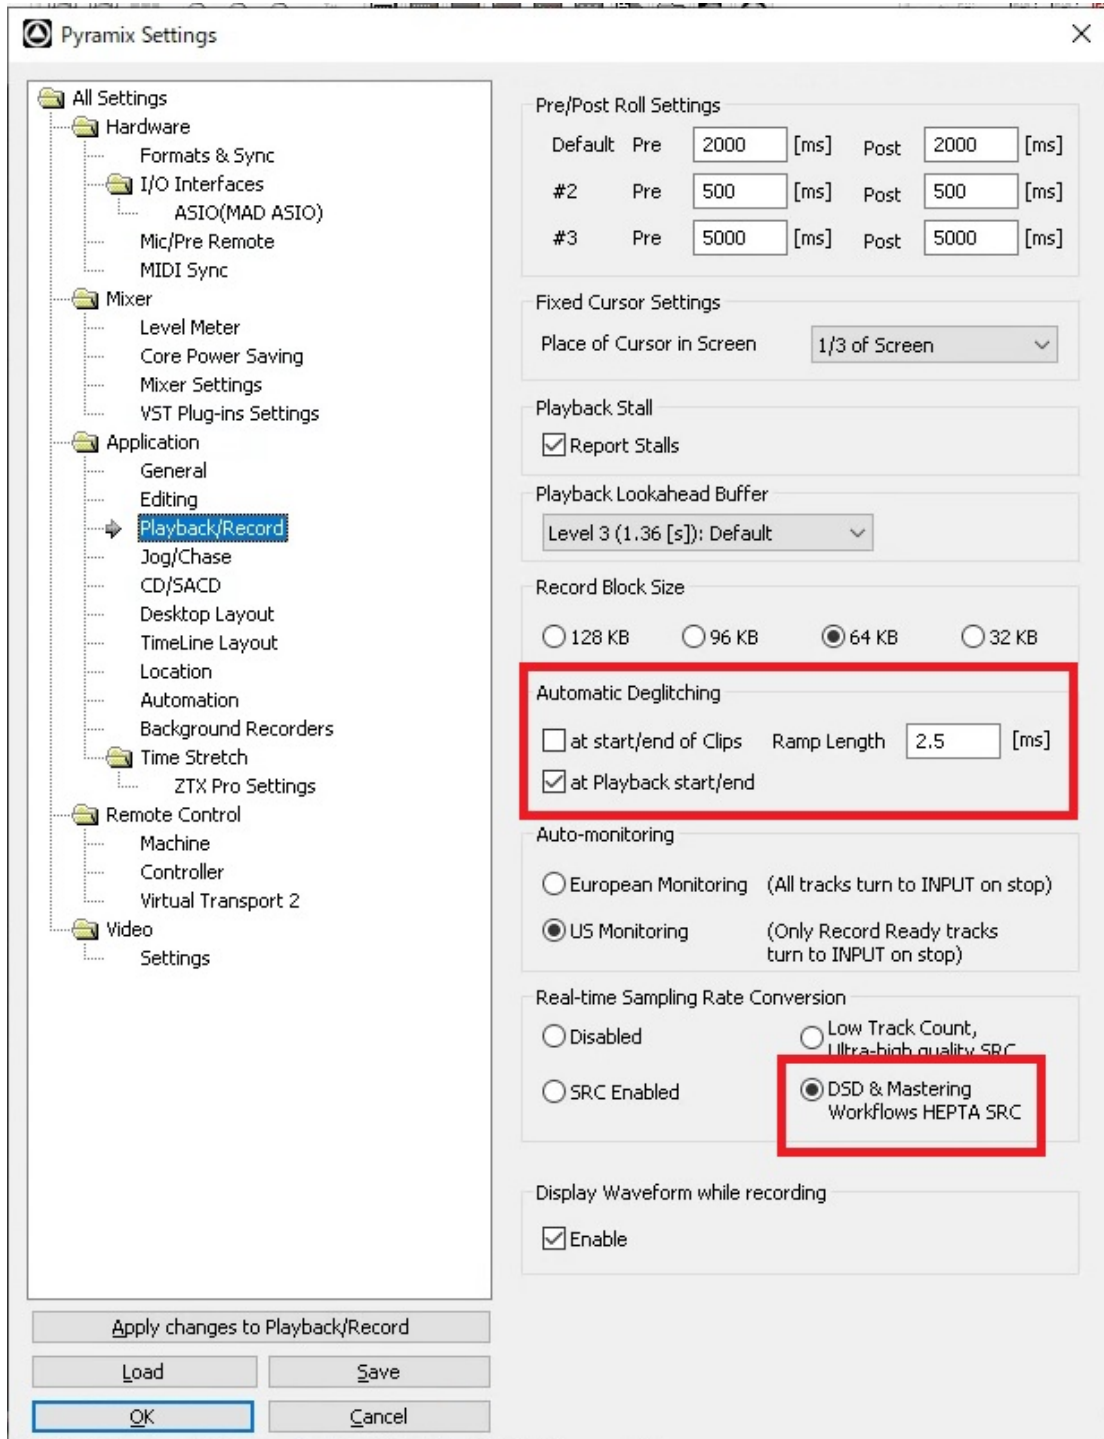 Pyramix Settings
All Settings
Hardware
Formats & Sync
I/O Interfaces
ASIO(MAD ASIO)
Mic/Pre Remote
MIDI Sync
Mixer
Level Meter
Core Power Saving
Mixer Settings
VST Plug-ins Settings
Application
General
Editing
Playback/Record
Jog/Chase
CD/SACD
Desktop Layout
TimeLine Layout
Location
Automation
Background Recorders
Time Stretch
ZTX Pro Settings
Remote Control
Machine
Controller
Virtual Transport 2
Video
Settings
Apply changes to Playback/Record
Load Save
OK Cancel
Pre/Post Roll Settings
Default Pre 2000 [ms] Post 2000 [ms]
#2 Pre 500 [ms] Post 500 [ms]
#3 Pre 5000 [ms] Post 5000 [ms]
Fixed Cursor Settings
Place of Cursor in Screen 1/3 of Screen
Playback Stall
Report Stalls
Playback Lookahead Buffer
Level 3 (1.36 [s]): Default
Record Block Size
128 KB 96 KB 64 KB 32 KB
Automatic Deglitching
at start/end of Clips Ramp Length 2.5 [ms]
at Playback start/end
Auto-monitoring
European Monitoring (All tracks turn to INPUT on stop)
US Monitoring (Only Record Ready tracks
turn to INPUT on stop)
Real-time Sampling Rate Conversion
Disabled Low Track Count,
Ultra-high quality SRC
SRC Enabled DSD & Mastering
Workflows HEPTA SRC
Display Waveform while recording
Enable